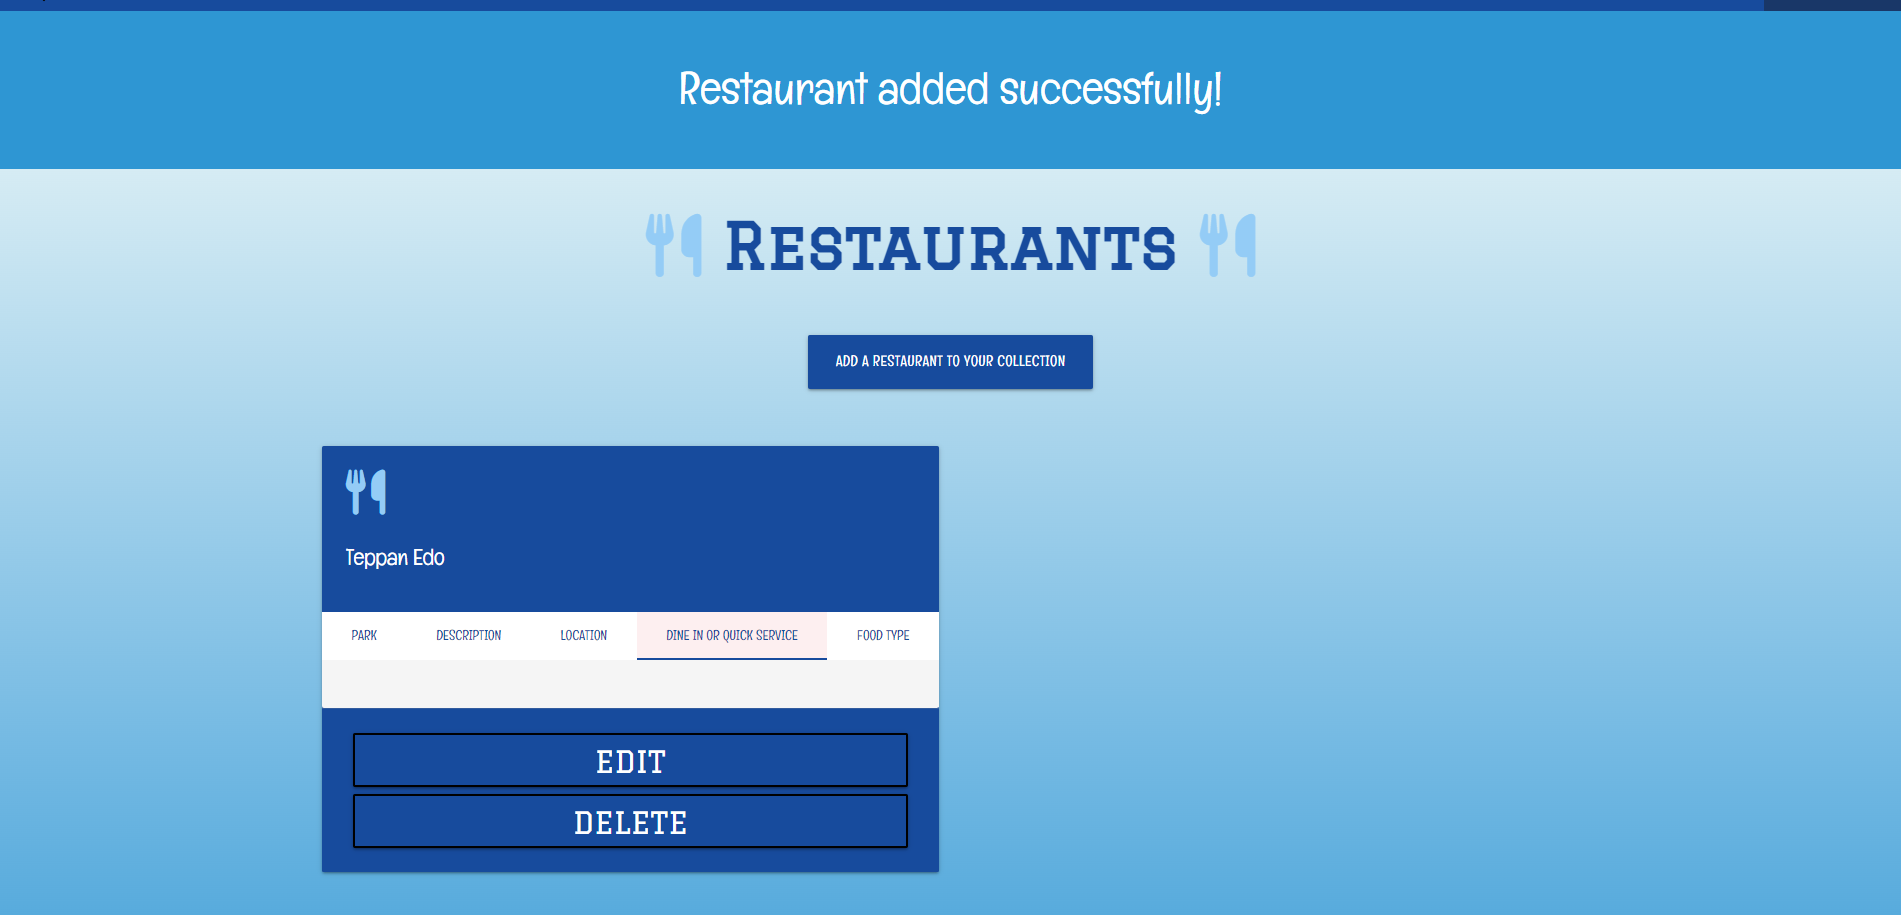 Restaurant added successfully!
RESTAURANTS
ADD A RESTAURANT TO YOUR COLLECTION
Teppan Edo
PARK DESCRIPTION LOCATION DINE IN OR QUICK SERVICE FOOD TYPE
EDIT
DELETE